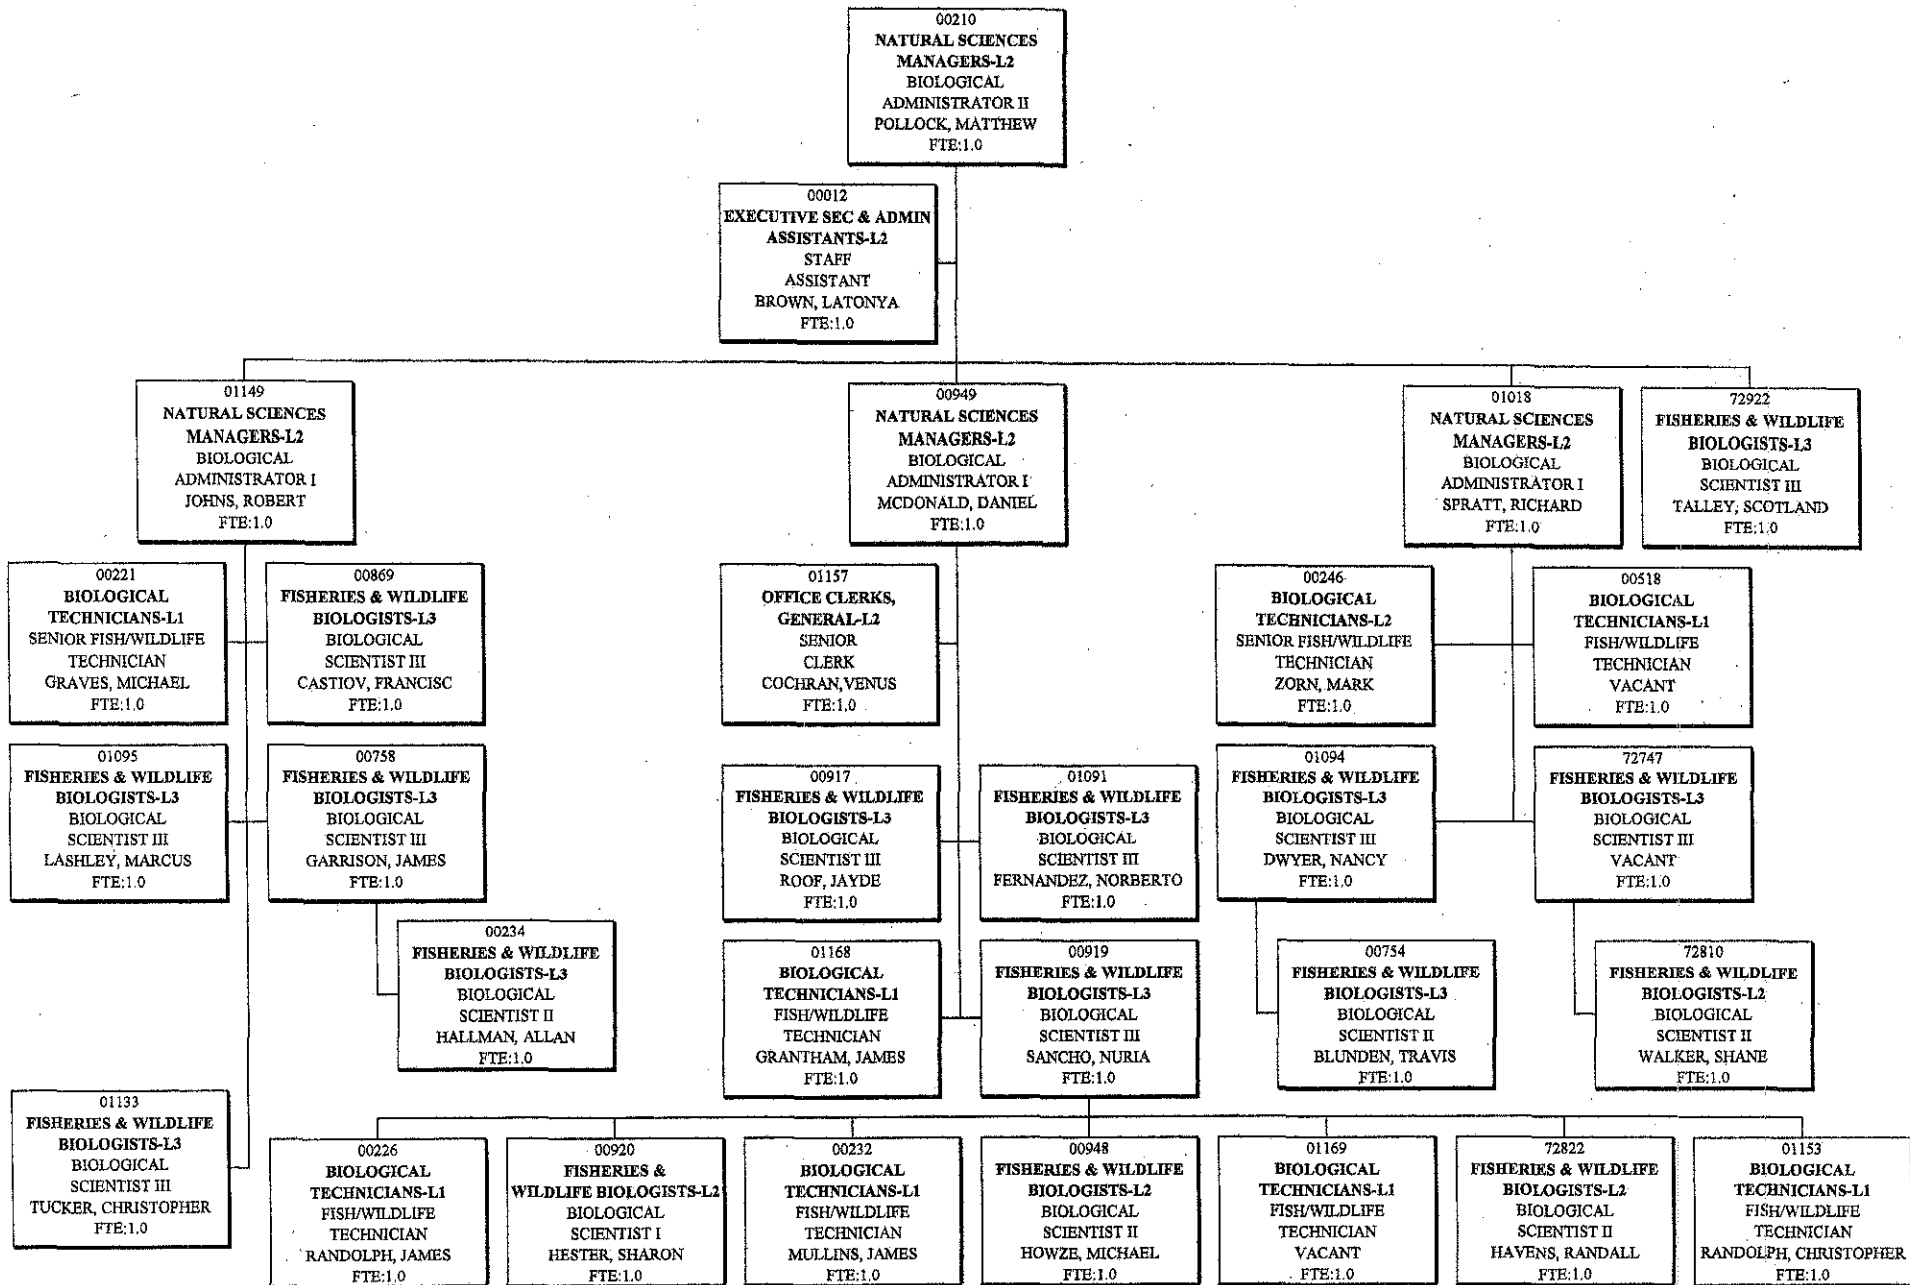 00210
NATURAL SCIENCES
MANAGERS-L2
BIOLOGICAL
ADMINISTRATOR II
POLLOCK, MATTHEW
FTE:1.0
00012
EXECUTIVE SEC & ADMIN
ASSISTANTS-L2
STAFF
ASSISTANT
BROWN, LATONYA
FTE:1.0
01149
NATURAL SCIENCES
MANAGERS-L2
BIOLOGICAL
ADMINISTRATOR I
JOHNS, ROBERT
FTE:1.0
00949
NATURAL SCIENCES
MANAGERS-L2
BIOLOGICAL
ADMINISTRATOR I
MCDONALD, DANIEL
FTE:1.0
01018
NATURAL SCIENCES
MANAGERS-L2
BIOLOGICAL
ADMINISTRATOR I
SPRATT, RICHARD
FTE:1.0
72922
FISHERIES & WILDLIFE
BIOLOGISTS-L3
BIOLOGICAL
SCIENTIST III
TALLEY, SCOTLAND
FTE:1.0
00221
BIOLOGICAL
TECHNICIANS-L1
SENIOR FISH/WILDLIFE
TECHNICIAN
GRAVES, MICHAEL
FTE:1.0
00869
FISHERIES & WILDLIFE
BIOLOGISTS-L3
BIOLOGICAL
SCIENTIST III
CASTIOV, FRANCISC
FTE:1.0
01157
OFFICE CLERKS,
GENERAL-L2
SENIOR
CLERK
COCHRAN,VENUS
FTE:1.0
00246
BIOLOGICAL
TECHNICIANS-L2
SENIOR FISH/WILDLIFE
TECHNICIAN
ZORN, MARK
FTE:1.0
00518
BIOLOGICAL
TECHNICIANS-L1
FISH/WILDLIFE
TECHNICIAN
VACANT
FTE:1.0
01095
FISHERIES & WILDLIFE
BIOLOGISTS-L3
BIOLOGICAL
SCIENTIST III
LASHLEY, MARCUS
FTE:1.0
00758
FISHERIES & WILDLIFE
BIOLOGISTS-L3
BIOLOGICAL
SCIENTIST III
GARRISON, JAMES
FTE:1.0
00917
FISHERIES & WILDLIFE
BIOLOGISTS-L3
BIOLOGICAL
SCIENTIST III
ROOF, JAYDE
FTE:1.0
01091
FISHERIES & WILDLIFE
BIOLOGISTS-L3
BIOLOGICAL
SCIENTIST III
FERNANDEZ, NORBERTO
FTE:1.0
01094
FISHERIES & WILDLIFE
BIOLOGISTS-L3
BIOLOGICAL
SCIENTIST III
DWYER, NANCY
FTE:1.0
72747
FISHERIES & WILDLIFE
BIOLOGISTS-L3
BIOLOGICAL
SCIENTIST III
VACANT
FTE:1.0
00234
FISHERIES & WILDLIFE
BIOLOGISTS-L3
BIOLOGICAL
SCIENTIST II
HALLMAN, ALLAN
FTE:1.0
01168
BIOLOGICAL
TECHNICIANS-L1
FISH/WILDLIFE
TECHNICIAN
GRANTHAM, JAMES
FTE:1.0
00919
FISHERIES & WILDLIFE
BIOLOGISTS-L3
BIOLOGICAL
SCIENTIST III
SANCHO, NURIA
FTE:1.0
00754
FISHERIES & WILDLIFE
BIOLOGISTS-L3
BIOLOGICAL
SCIENTIST II
BLUNDEN, TRAVIS
FTE:1.0
72810
FISHERIES & WILDLIFE
BIOLOGISTS-L2
BIOLOGICAL
SCIENTIST II
WALKER, SHANE
FTE:1.0
01133
FISHERIES & WILDLIFE
BIOLOGISTS-L3
BIOLOGICAL
SCIENTIST III
TUCKER, CHRISTOPHER
FTE:1.0
00226
BIOLOGICAL
TECHNICIANS-L1
FISH/WILDLIFE
TECHNICIAN
RANDOLPH, JAMES
FTE:1.0
00920
FISHERIES &
WILDLIFE BIOLOGISTS-L2
BIOLOGICAL
SCIENTIST I
HESTER, SHARON
FTE:1.0
00232
BIOLOGICAL
TECHNICIANS-L1
FISH/WILDLIFE
TECHNICIAN
MULLINS, JAMES
FTE:1.0
00948
FISHERIES & WILDLIFE
BIOLOGISTS-L2
BIOLOGICAL
SCIENTIST II
HOWZE, MICHAEL
FTE:1.0
01169
BIOLOGICAL
TECHNICIANS-L1
FISH/WILDLIFE
TECHNICIAN
VACANT
FTE:1.0
72822
FISHERIES & WILDLIFE
BIOLOGISTS-L2
BIOLOGICAL
SCIENTIST II
HAVENS, RANDALL
FTE:1.0
01153
BIOLOGICAL
TECHNICIANS-L1
FISH/WILDLIFE
TECHNICIAN
RANDOLPH, CHRISTOPHER
FTE:1.0